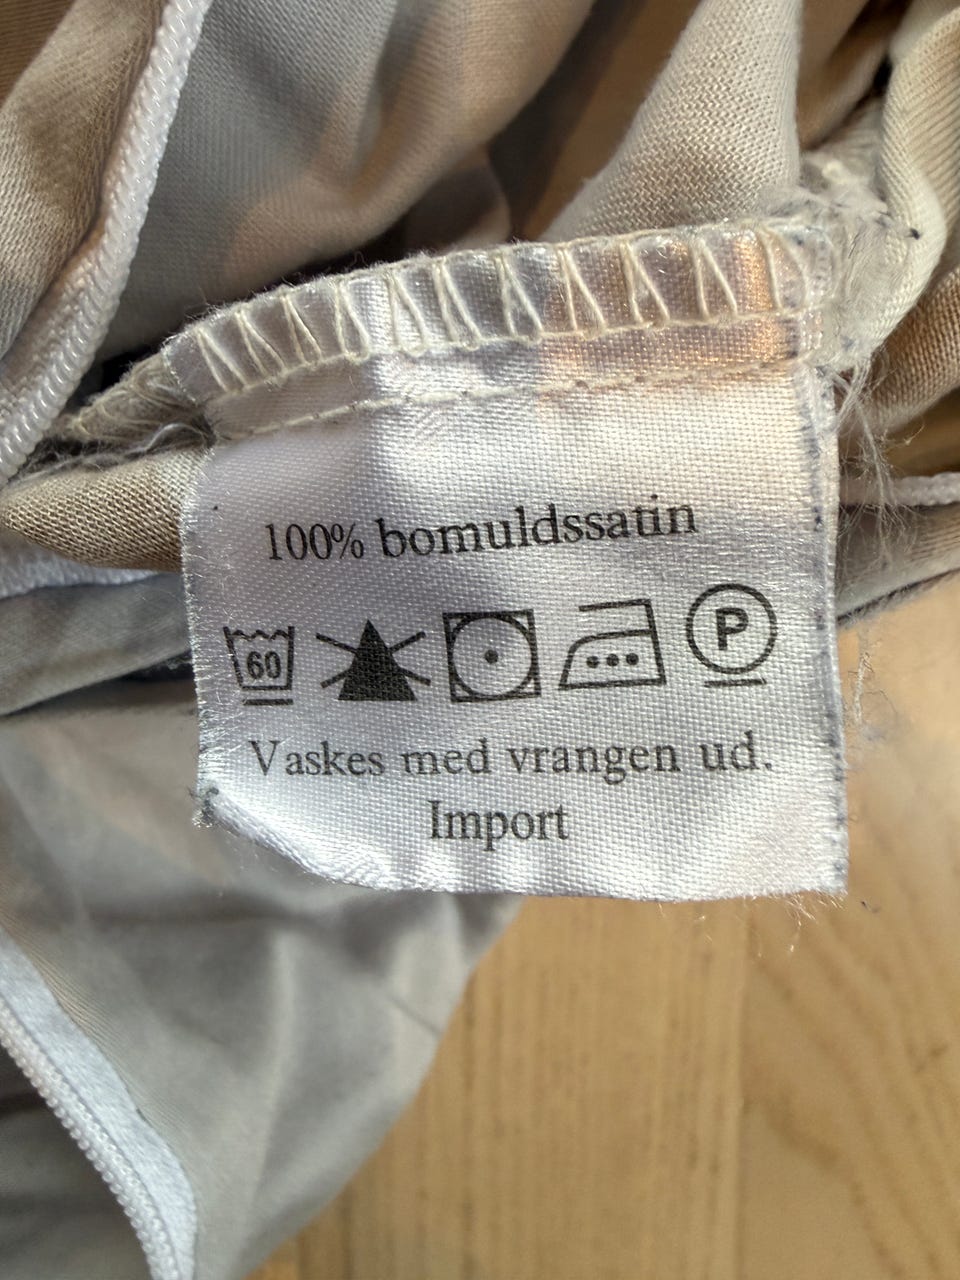 100% bomuldssatin
60 P
Vaskes med vrangen ud.
Import